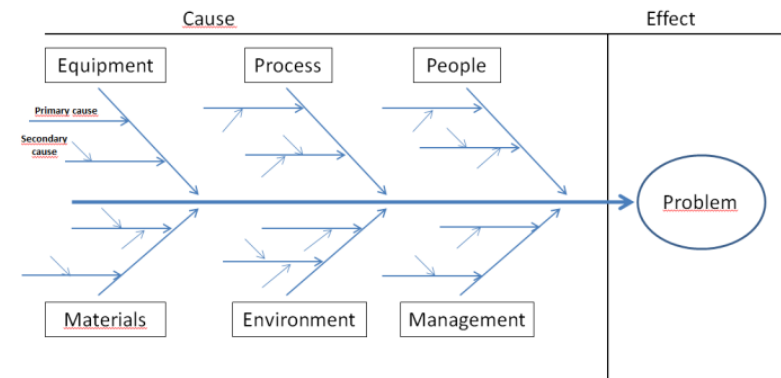 Cause
Effect
Equipment
Process
People
Primary cause
Secondary
cause
Problem
Materials
Environment
Management